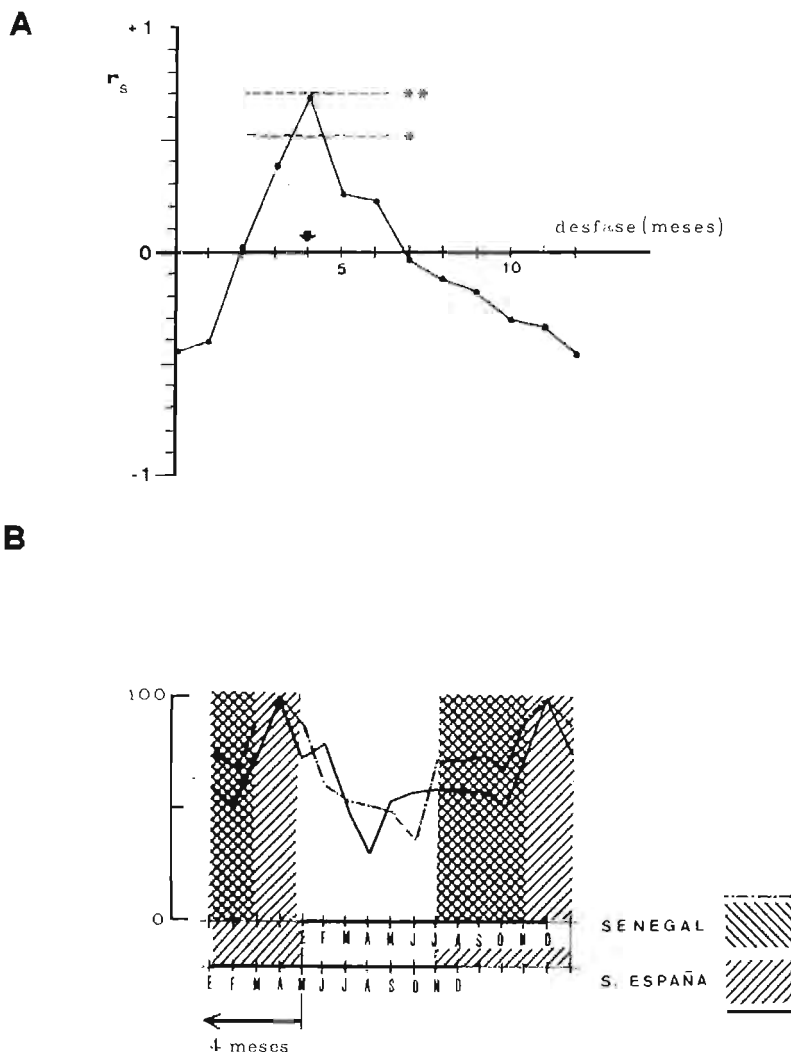 A
+1
r s
**
*
desfase (meses)
0
5
10
-1
B
100
0
E F M A M J J A S O N D
SENEGAL
E F M A M J J A S O N D
S. ESPAÑA
4 meses